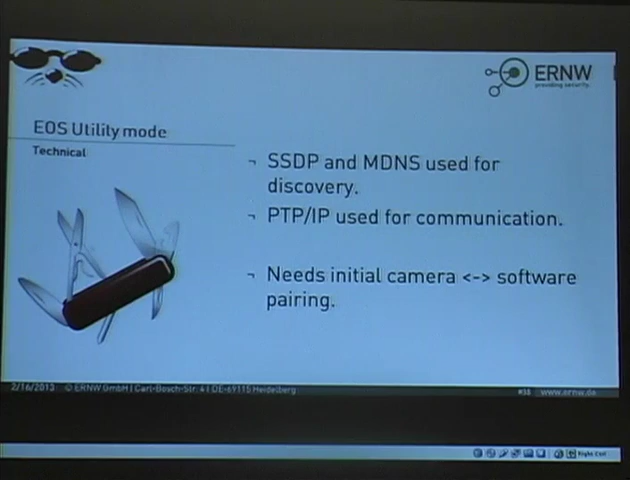 ERNW
providing security.
EOS Utility mode
Technical
¬ SSDP and MDNS used for
discovery.
¬ PTP/IP used for communication.
¬ Needs initial camera <-> software
pairing.
2/16/2013 © ERNW GmbH | Carl-Bosch-Str. 4 | DE-69115 Heidelberg
www.ernw.de
Right Ctrl